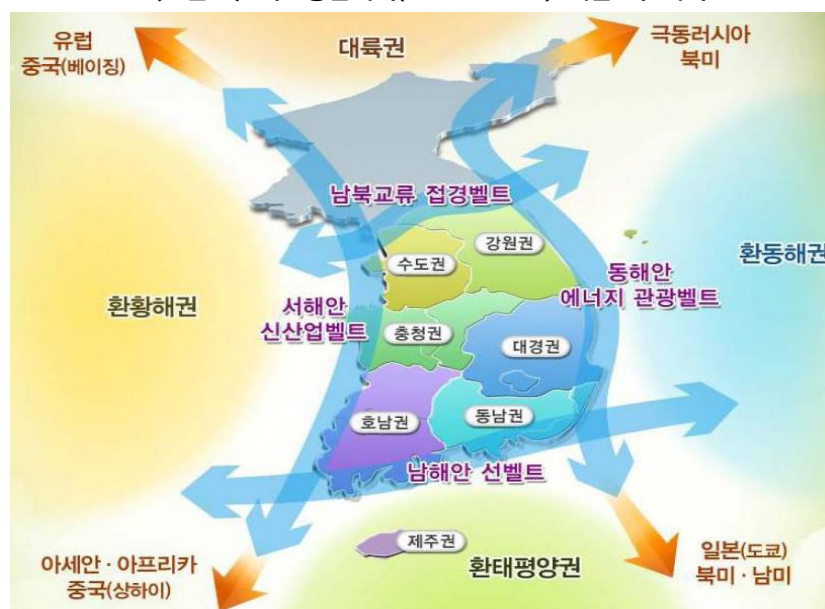 유럽
중국(베이징)
대륙권
극동러시아
북미
남북교류 접경벨트
강원권
수도권
환황해권
서해안
신산업벨트
동해안
에너지 관광벨트
환동해권
충청권
대경권
호남권
동남권
남해안 선벨트
제주권
아세안·아프리카
중국(상하이)
환태평양권
일본(도쿄)
북미·남미